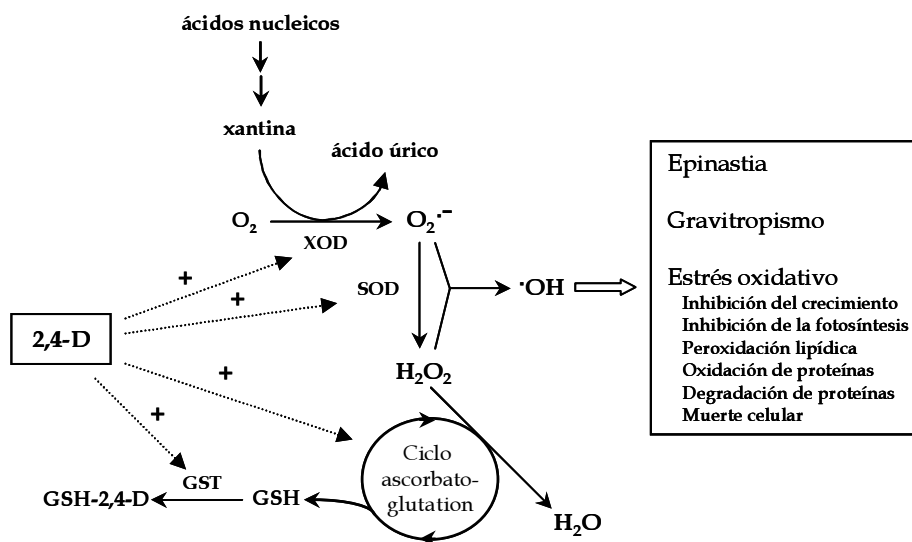 ácidos nucleicos
xantina
ácido úrico
O₂
O₂·⁻
XOD
+
+
SOD
·OH
2,4-D
+
+
H₂O₂
GST
GSH-2,4-D
GSH
Ciclo
ascorbato-
glutation
H₂O
Epinastia
Gravitropismo
Estrés oxidativo
Inhibición del crecimiento
Inhibición de la fotosíntesis
Peroxidación lipídica
Oxidación de proteínas
Degradación de proteínas
Muerte celular